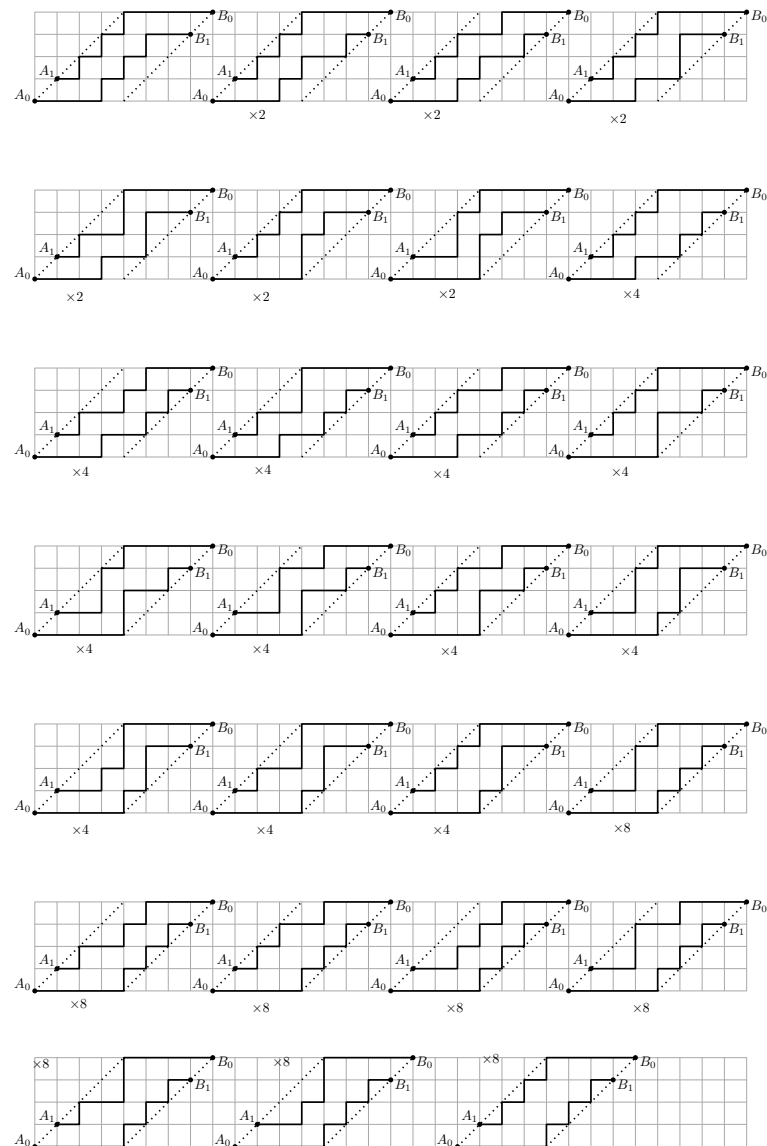 B₀ B₀ B₀ B₀
B₁ B₁ B₁ B₁
A₁ A₁ A₁ A₁
A₀ A₀ A₀ A₀
×2 ×2 ×2
B₀ B₀ B₀ B₀
B₁ B₁ B₁ B₁
A₁ A₁ A₁ A₁
A₀ A₀ A₀ A₀
×2 ×2 ×2 ×4
B₀ B₀ B₀ B₀
B₁ B₁ B₁ B₁
A₁ A₁ A₁ A₁
A₀ A₀ A₀ A₀
×4 ×4 ×4 ×4
B₀ B₀ B₀ B₀
B₁ B₁ B₁ B₁
A₁ A₁ A₁ A₁
A₀ A₀ A₀ A₀
×4 ×4 ×4 ×4
B₀ B₀ B₀ B₀
B₁ B₁ B₁ B₁
A₁ A₁ A₁ A₁
A₀ A₀ A₀ A₀
×4 ×4 ×4 ×8
B₀ B₀ B₀ B₀
B₁ B₁ B₁ B₁
A₁ A₁ A₁ A₁
A₀ A₀ A₀ A₀
×8 ×8 ×8 ×8
×8 B₀ ×8 B₀ ×8 B₀
B₁ B₁ B₁
A₁ A₁ A₁
A₀ A₀ A₀